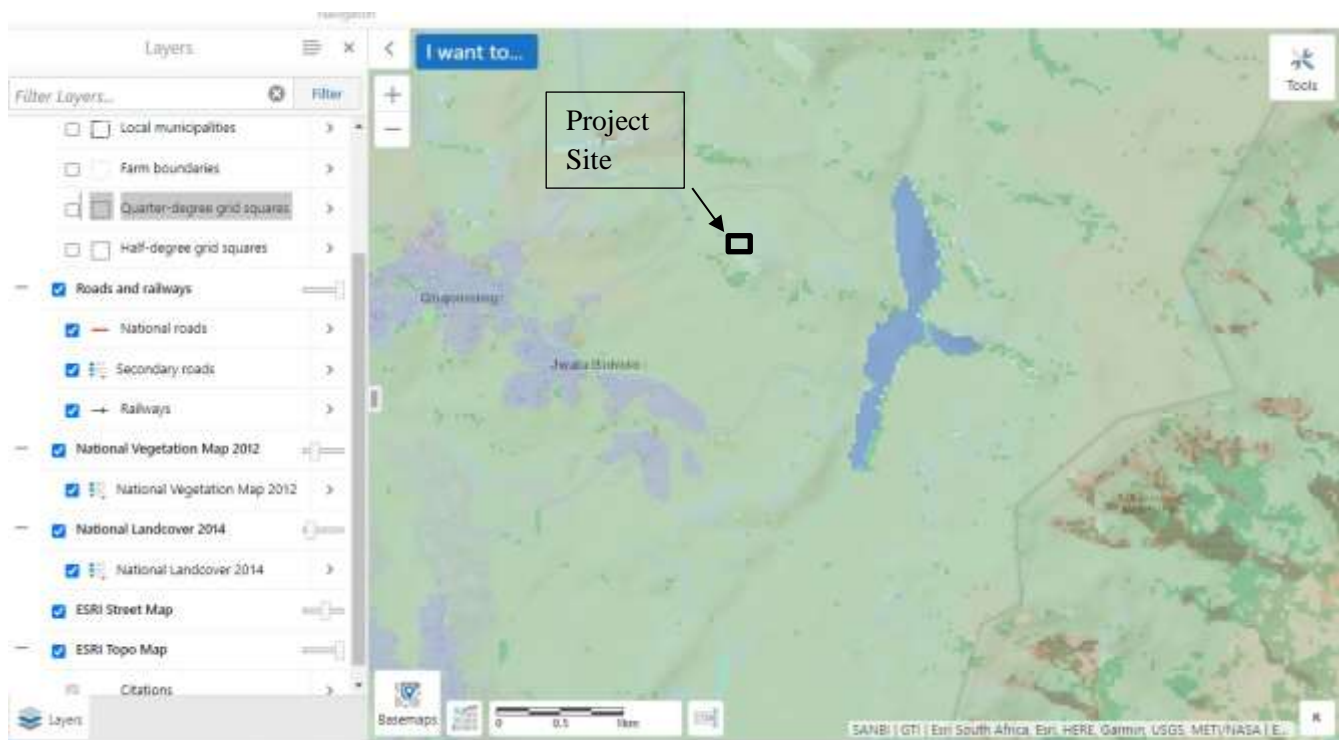 Navigation
Layers
Filter Layers...
Filter
Local municipalities
Farm boundaries
Quarter-degree grid squares
Half-degree grid squares
Roads and railways
National roads
Secondary roads
Railways
National Vegetation Map 2012
National Vegetation Map 2012
National Landcover 2014
National Landcover 2014
ESRI Street Map
ESRI Topo Map
Citations
Layers
I want to...
Tools
Project
Site
Basemaps
0 0.5 1km
SANBI | GTI | Esri South Africa, Esri, HERE, Garmin, USGS, METI/NASA | E...